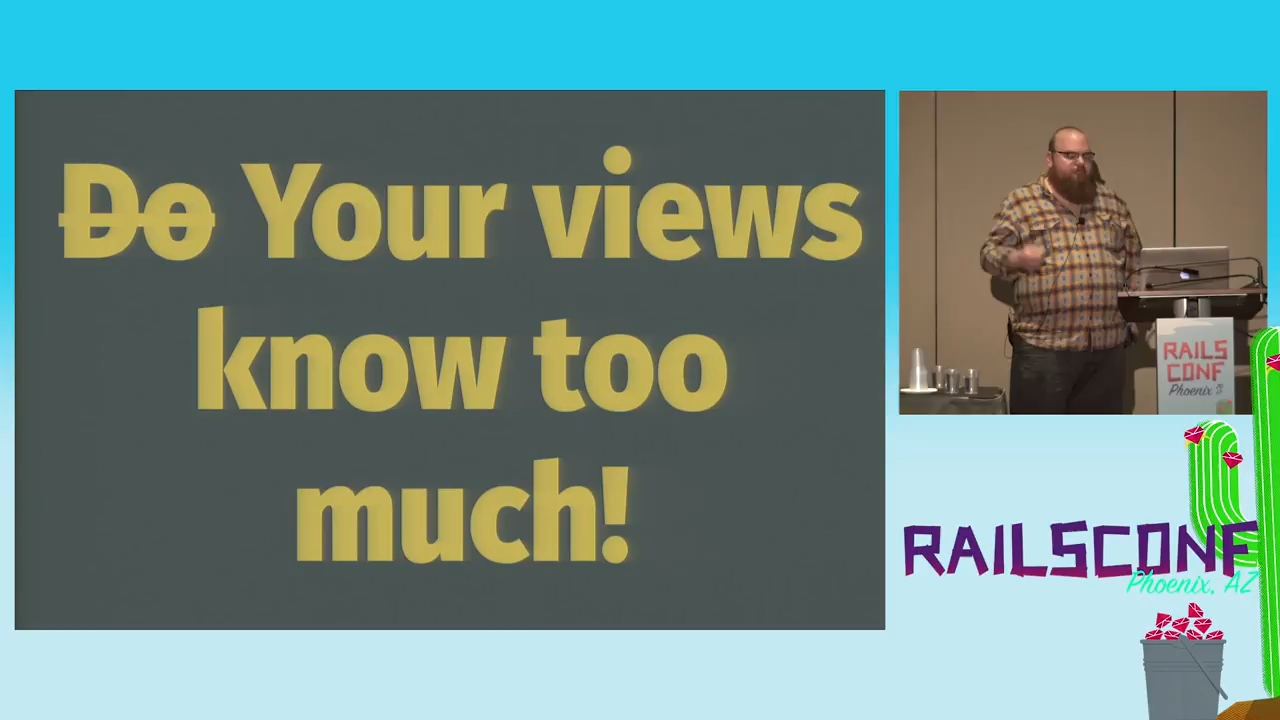 Do Your views
know too
much!
RAILS
CONF
Phoenix
RAILSCONF
Phoenix, AZ